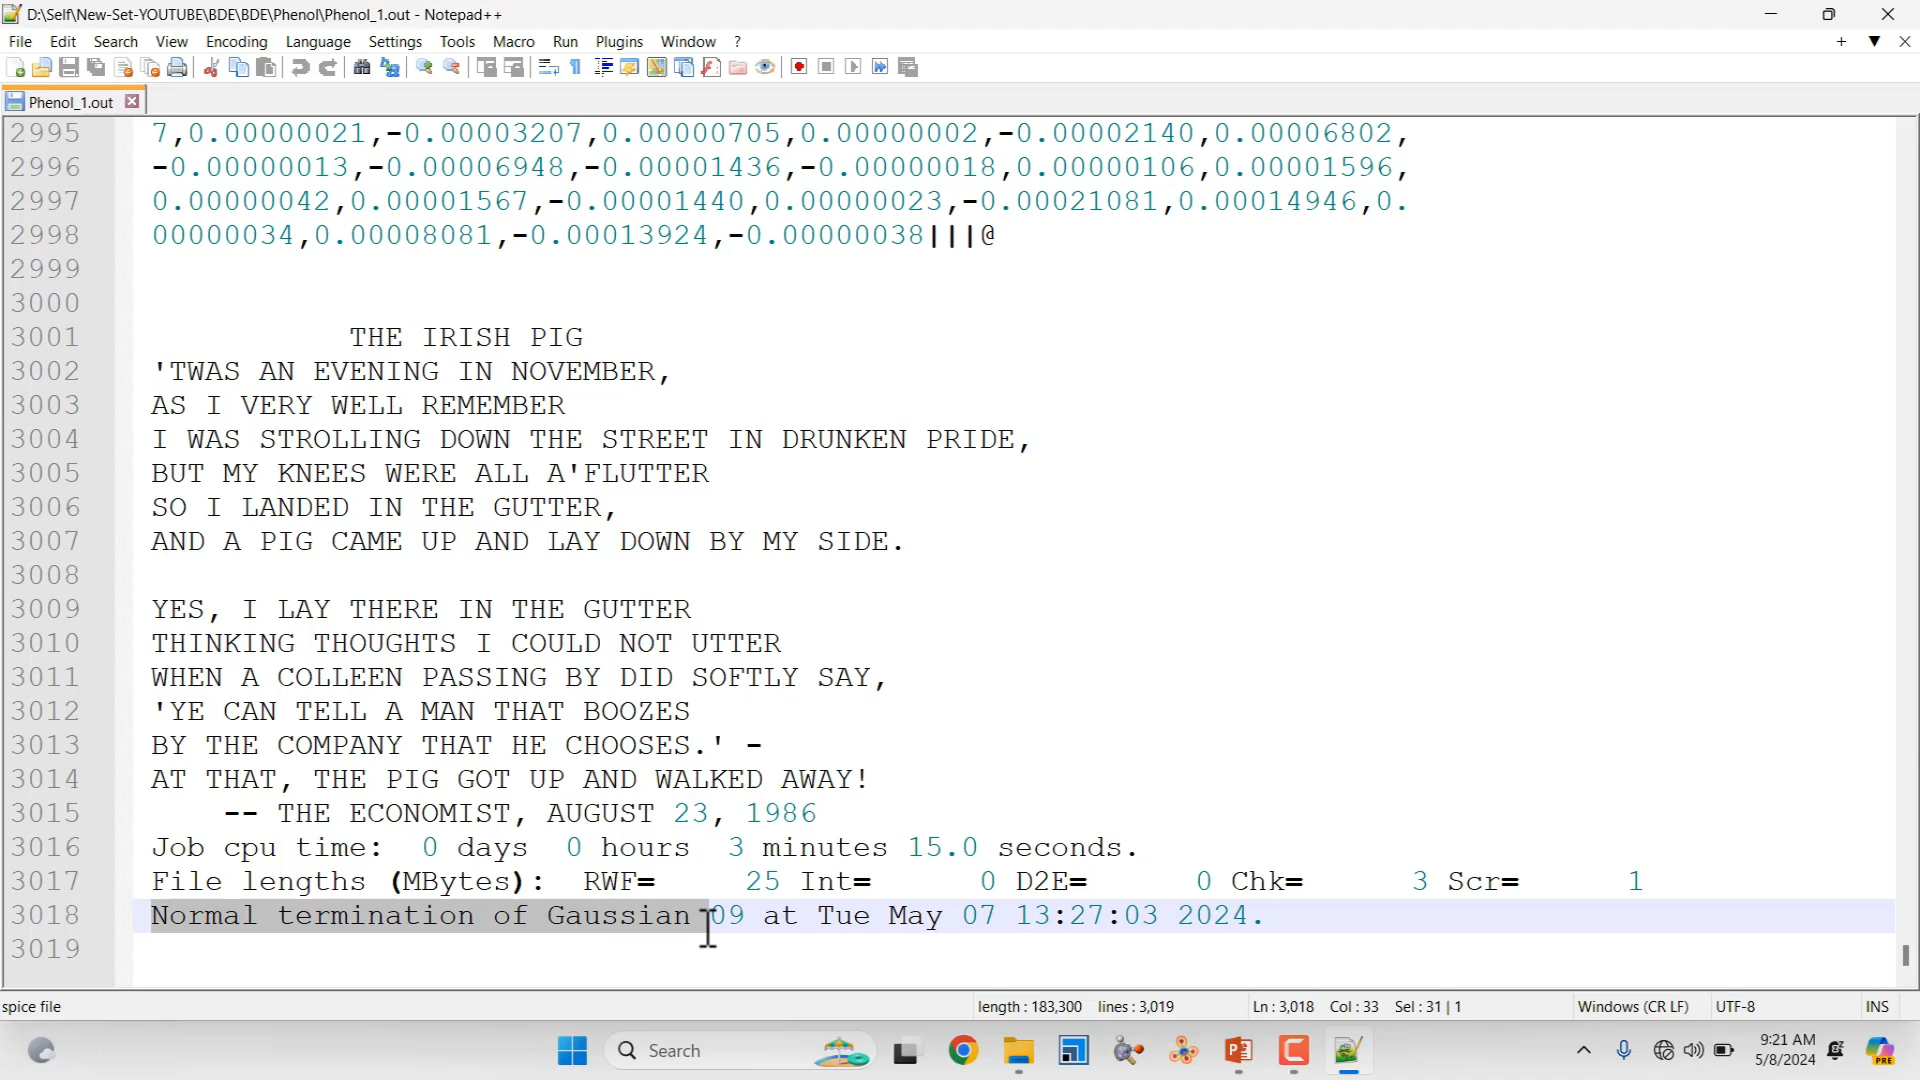 D:\Self\New-Set-YOUTUBE\BDE\BDE\Phenol\Phenol_1.out - Notepad++
File Edit Search View Encoding Language Settings Tools Macro Run Plugins Window ?
Phenol_1.out
2995 7,0.00000021,-0.00003207,0.00000705,0.00000002,-0.00002140,0.00006802,
2996 -0.00000013,-0.00006948,-0.00001436,-0.00000018,0.00000106,0.00001596,
2997 0.00000042,0.00001567,-0.00001440,0.00000023,-0.00021081,0.00014946,0.
2998 00000034,0.00008081,-0.00013924,-0.00000038|||@
2999
3000
3001 THE IRISH PIG
3002 'TWAS AN EVENING IN NOVEMBER,
3003 AS I VERY WELL REMEMBER
3004 I WAS STROLLING DOWN THE STREET IN DRUNKEN PRIDE,
3005 BUT MY KNEES WERE ALL A'FLUTTER
3006 SO I LANDED IN THE GUTTER,
3007 AND A PIG CAME UP AND LAY DOWN BY MY SIDE.
3008
3009 YES, I LAY THERE IN THE GUTTER
3010 THINKING THOUGHTS I COULD NOT UTTER
3011 WHEN A COLLEEN PASSING BY DID SOFTLY SAY,
3012 'YE CAN TELL A MAN THAT BOOZES
3013 BY THE COMPANY THAT HE CHOOSES.' -
3014 AT THAT, THE PIG GOT UP AND WALKED AWAY!
3015 -- THE ECONOMIST, AUGUST 23, 1986
3016 Job cpu time: 0 days 0 hours 3 minutes 15.0 seconds.
3017 File lengths (MBytes): RWF= 25 Int= 0 D2E= 0 Chk= 3 Scr= 1
3018 Normal termination of Gaussian 09 at Tue May 07 13:27:03 2024.
3019
spice file length : 183,300 lines : 3,019 Ln : 3,018 Col : 33 Sel : 31 | 1 Windows (CR LF) UTF-8 INS
Search
9:21 AM
5/8/2024
PRE